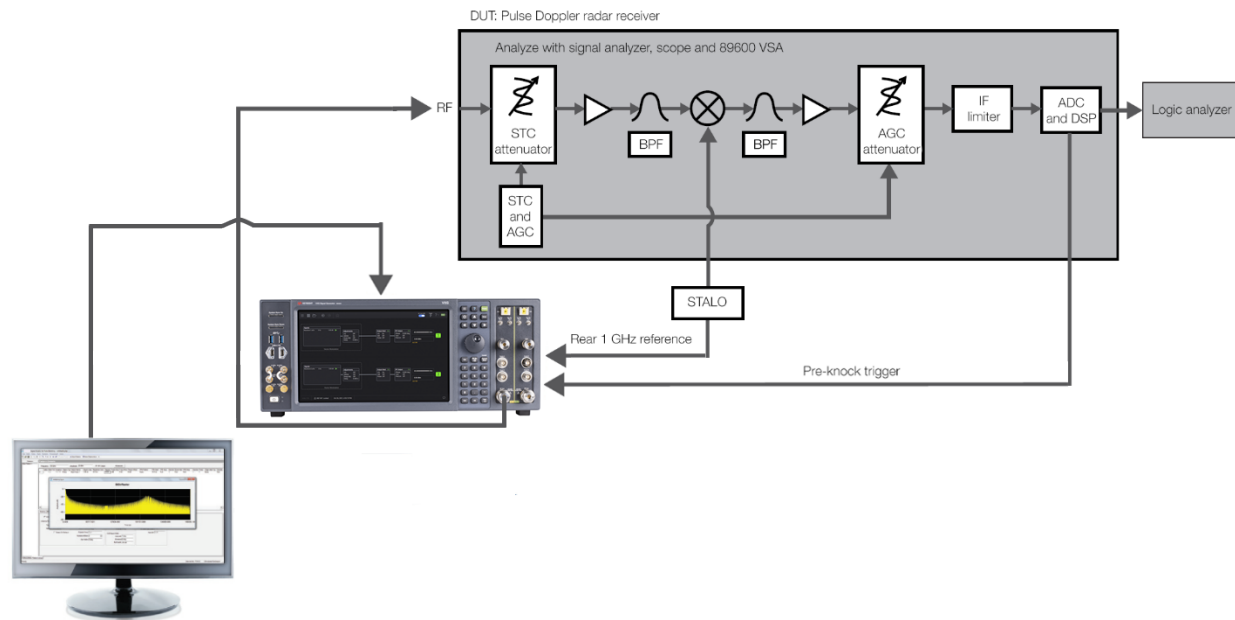 DUT: Pulse Doppler radar receiver
Analyze with signal analyzer, scope and 89600 VSA
RF
STC
attenuator
BPF
BPF
AGC
attenuator
IF
limiter
ADC
and DSP
Logic analyzer
STC
and
AGC
STALO
Rear 1 GHz reference
Pre-knock trigger